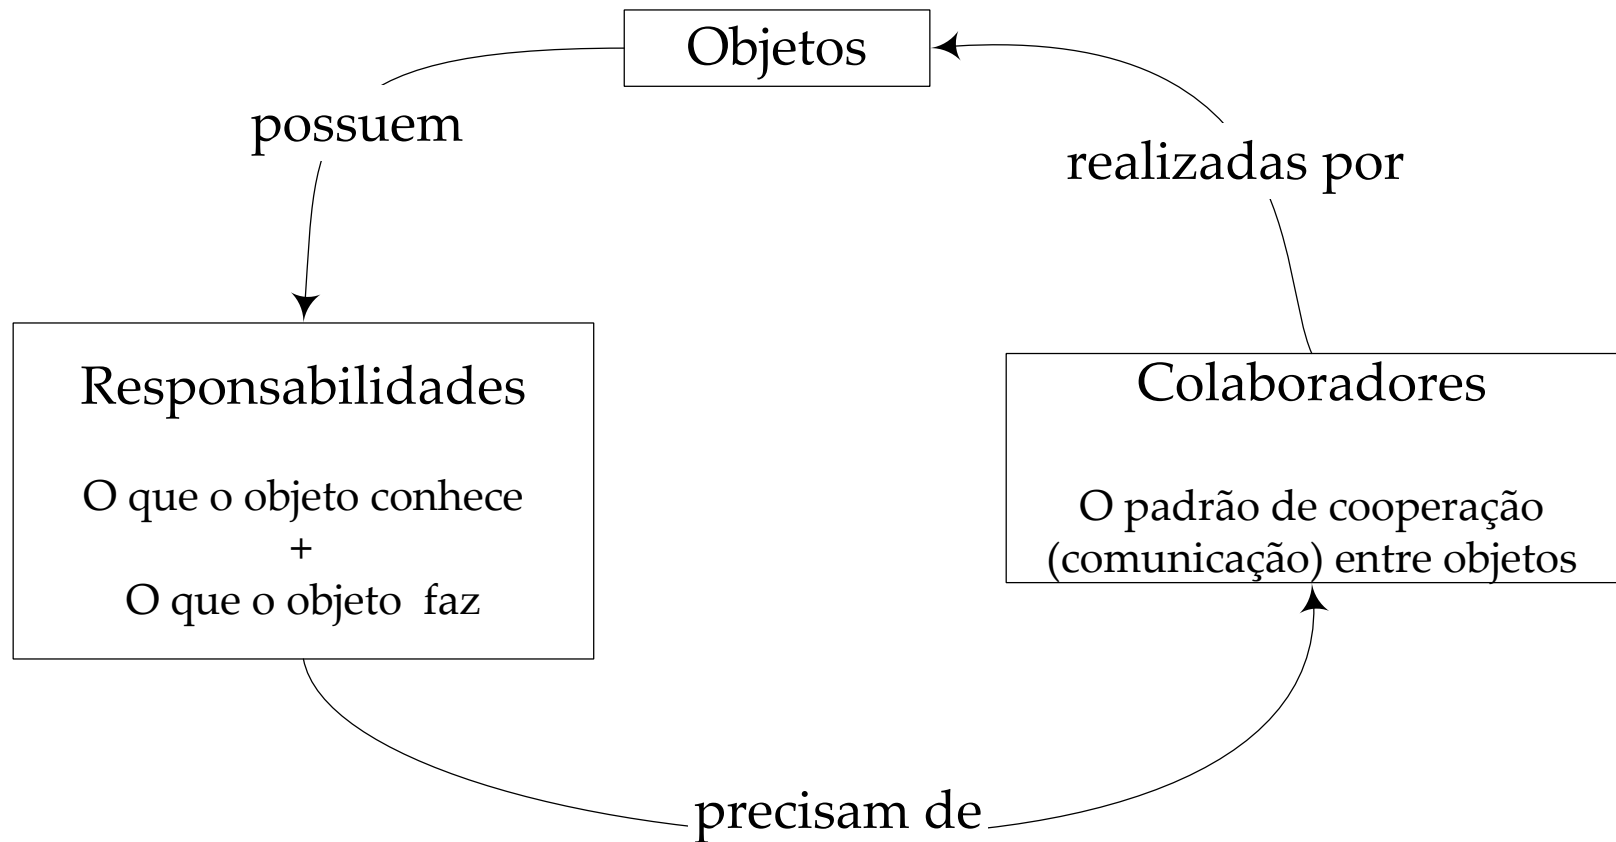 Objetos
possuem
realizadas por
Responsabilidades
O que o objeto conhece
+
O que o objeto faz
Colaboradores
O padrão de cooperação
(comunicação) entre objetos
precisam de